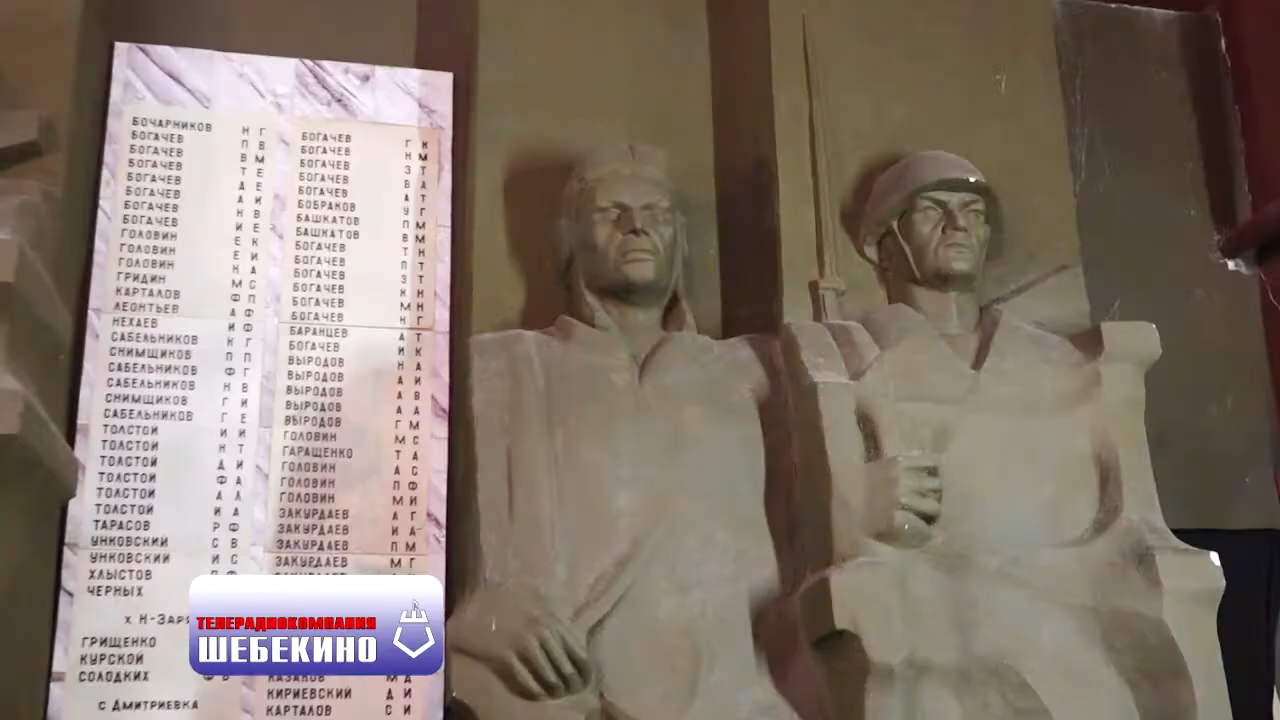 БОЧАРНИКОВ Н Г
БОГАЧЕВ П В
БОГАЧЕВ В М
БОГАЧЕВ Т Е
БОГАЧЕВ Д Е
БОГАЧЕВ А И
БОГАЧЕВ Н В
БОГАЧЕВ И Е
ГОЛОВИН Е К
ГОЛОВИН Е И
ГОЛОВИН К А
ГРИДИН М С
КАРТАЛОВ Ф П
ЛЕОНТЬЕВ А Ф
НЕХАЕВ И Ф
САБЕЛЬНИКОВ К Г
СНИМЩИКОВ П П
САБЕЛЬНИКОВ Ф Г
САБЕЛЬНИКОВ Н В
СНИМЩИКОВ Г И
САБЕЛЬНИКОВ Г Е
ТОЛСТОЙ И И
ТОЛСТОЙ Н Т
ТОЛСТОЙ Д И
ТОЛСТОЙ Ф А
ТОЛСТОЙ А Л
ТОЛСТОЙ И А
ТАРАСОВ Р Ф
УНКОВСКИЙ С В
УНКОВСКИЙ И С
ХЛЫСТОВ
ЧЕРНЫХ
х. Н-ЗАР
ГРИЩЕНКО
КУРСКОЙ
СОЛОДКИХ
с ДМИТРИЕВКА
БОГАЧЕВ Г К
БОГАЧЕВ Н М
БОГАЧЕВ З Т
БОГАЧЕВ В А
БОГАЧЕВ А Т
БОБРАКОВ У Г
БАШКАТОВ П М
БАШКАТОВ В М
БОГАЧЕВ Т Н
БОГАЧЕВ П Т
БОГАЧЕВ З Т
БОГАЧЕВ К Н
БОГАЧЕВ М Н
БОГАЧЕВ Н Г
БАРАНЦЕВ А Т
БОГАЧЕВ И К
ВЫРОДОВ Н А
ВЫРОДОВ А И
ВЫРОДОВ А В
ВЫРОДОВ А А
ВЫРОДОВ Г М
ГОЛОВИН М С
ГАРАЩЕНКО Т А
ГОЛОВИН А С
ГОЛОВИН П Ф
ГОЛОВИН М И
ЗАКУРДАЕВ А Г
ЗАКУРДАЕВ И А
ЗАКУРДАЕВ П М
ЗАКУРДАЕВ М Г
КАЗАКОВ
КИРИЕВСКИЙ Д И
КАРТАЛОВ С И
ТЕЛЕРАДИОКОМПАНИЯ
ШЕБЕКИНО